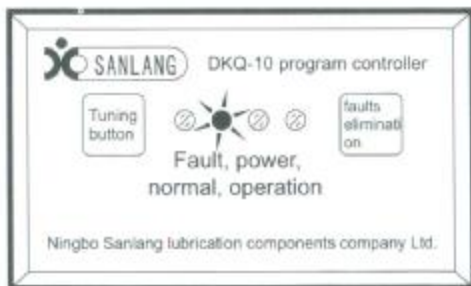 SANLANG DKQ-10 program controller
Tuning
button
faults
eliminati
on
Fault, power,
normal, operation
Ningbo Sanlang lubrication components company Ltd.